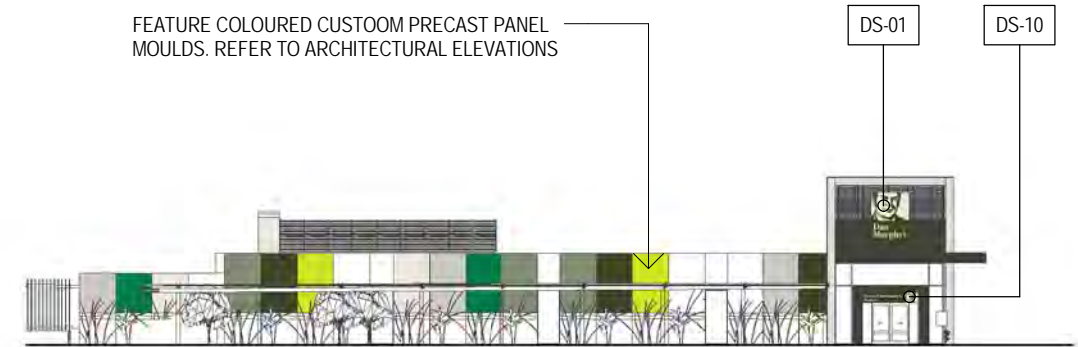 FEATURE COLOURED CUSTOOM PRECAST PANEL
MOULDS. REFER TO ARCHITECTURAL ELEVATIONS
DS-01
DS-10
Dan
Murphy's